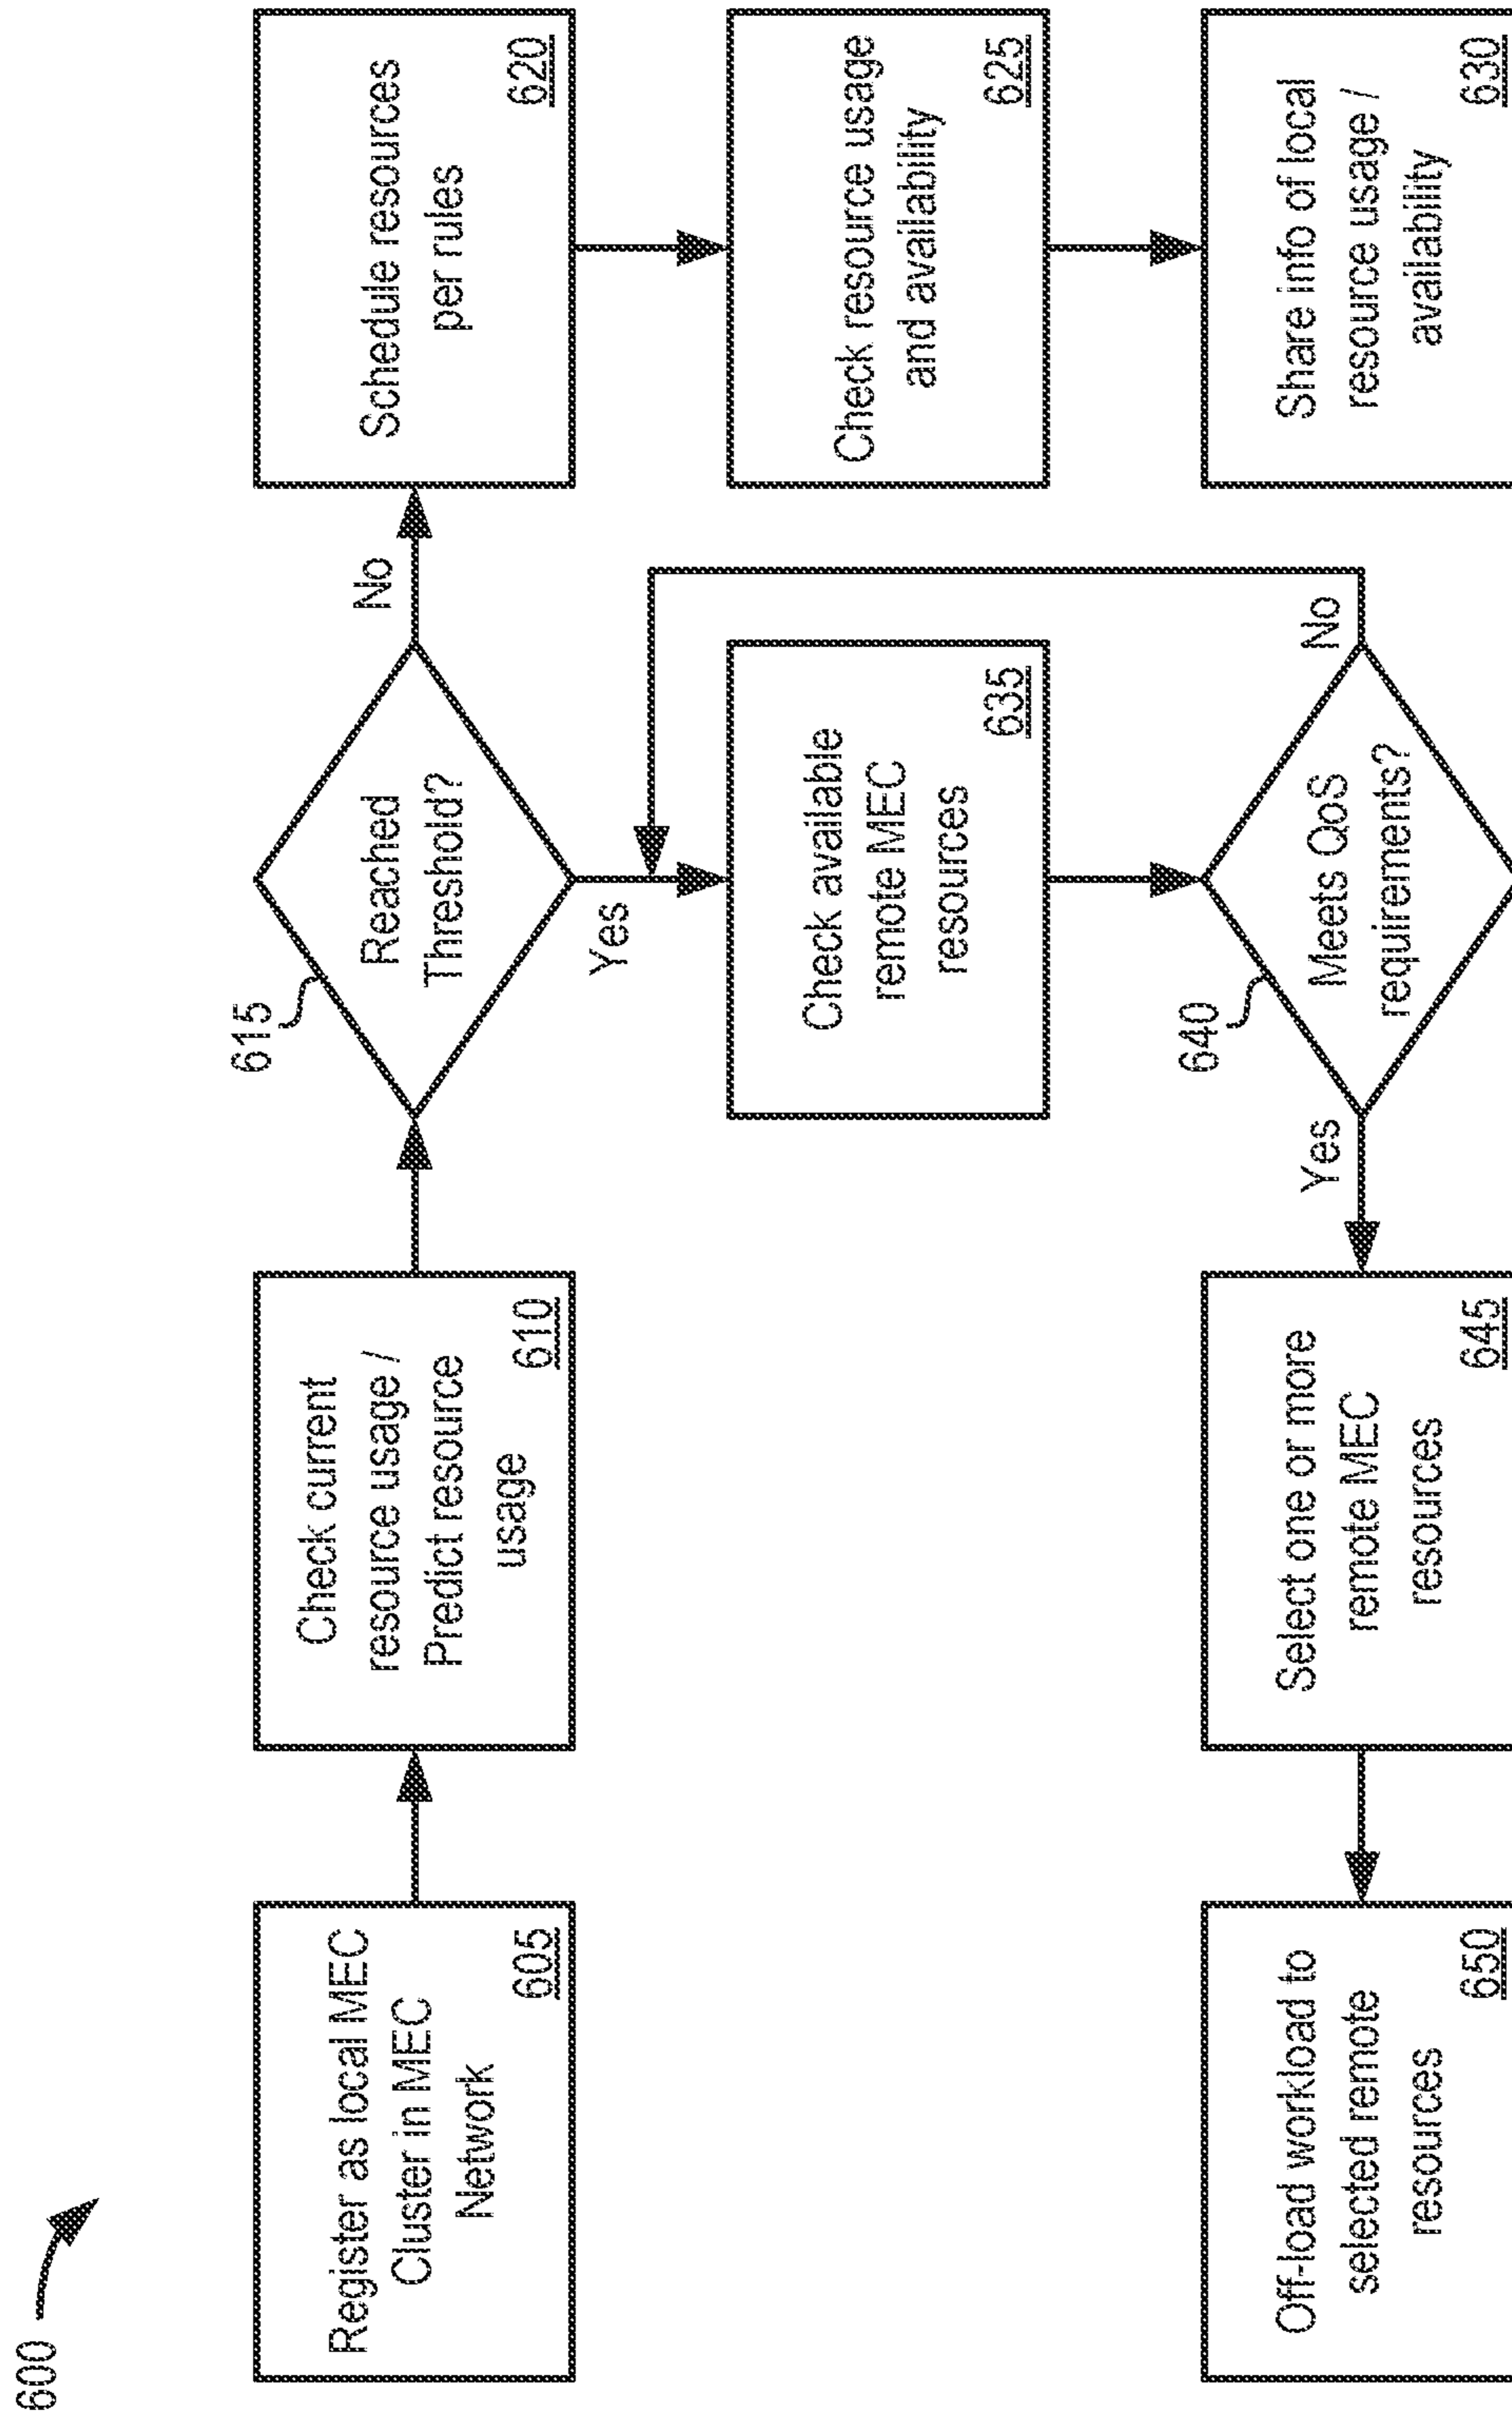 600
Register as local MEC
Cluster in MEC
Network
605
Check current
resource usage /
Predict resource
usage
610
615
Reached
Threshold?
No
Yes
Schedule resources
per rules
620
Check resource usage
and availability
625
Share info of local
resource usage /
availability
630
Check available
remote MEC
resources
635
640
Meets QoS
requirements?
No
Yes
Select one or more
remote MEC
resources
645
Off-load workload to
selected remote
resources
650